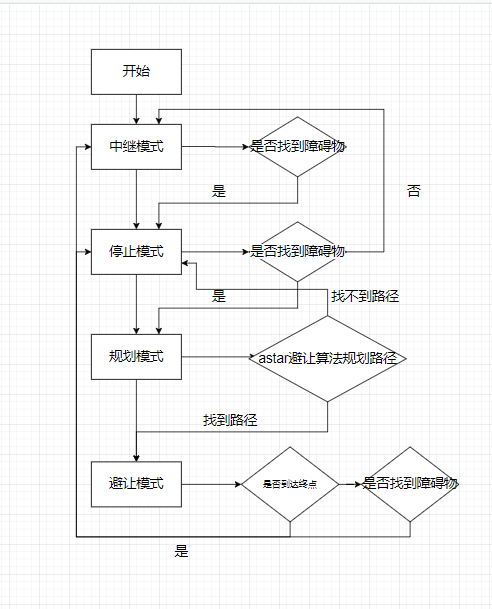 开始
中继模式
是否找到障碍物
是
否
停止模式
是否找到障碍物
是
找不到路径
规划模式
astar避让算法规划路径
找到路径
避让模式
是否到达终点
是否找到障碍物
是